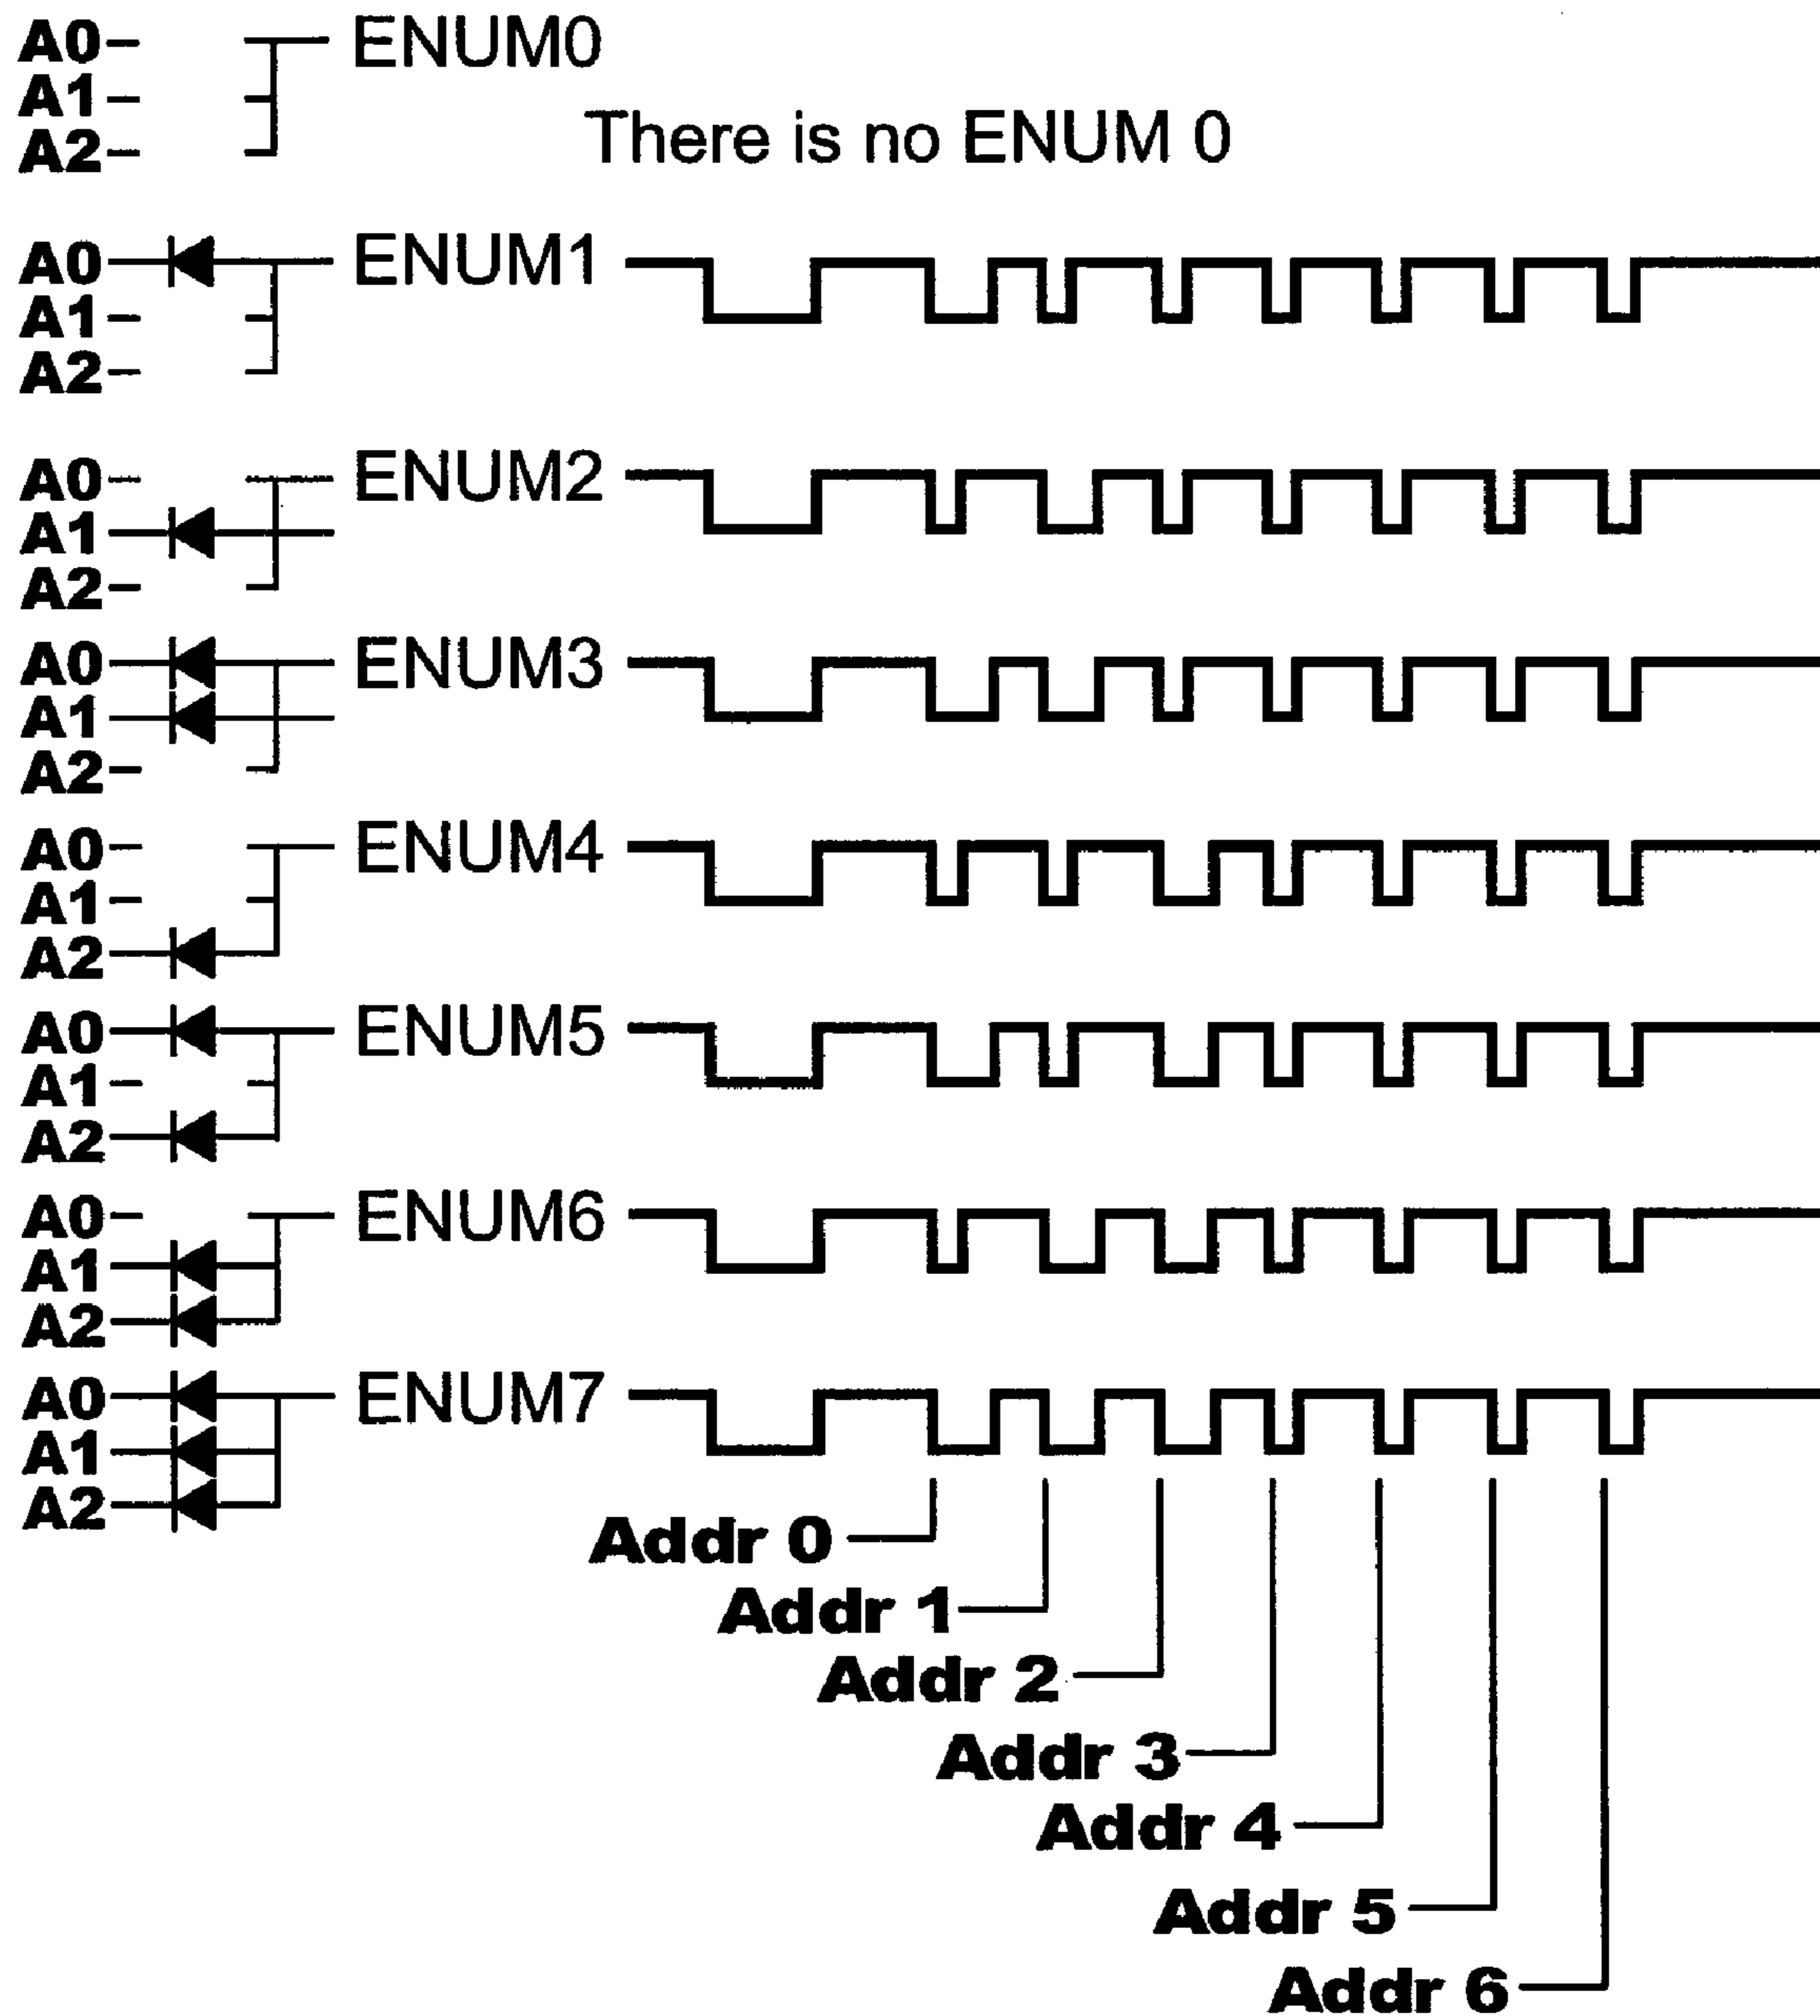 A0 ENUM0
A1
There is no ENUM 0
A2
A0 ENUM1
A1
A2
A0 ENUM2
A1
A2
A0 ENUM3
A1
A2
A0 ENUM4
A1
A2
A0 ENUM5
A1
A2
A0 ENUM6
A1
A2
A0 ENUM7
A1
A2
Addr 0
Addr 1
Addr 2
Addr 3
Addr 4
Addr 5
Addr 6